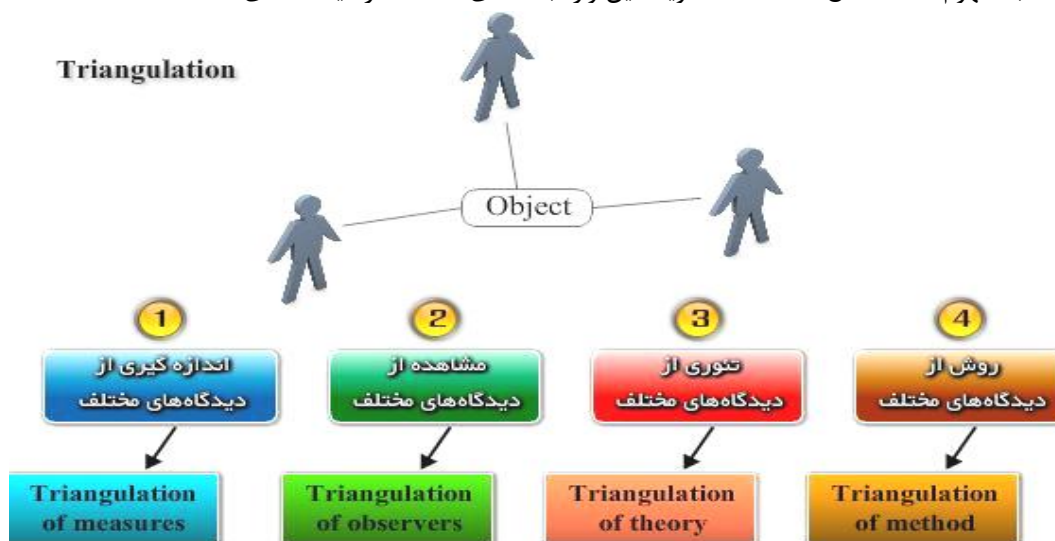 Triangulation
Object
1
2
3
4
اندازه گیری از
دیدگاه‌های مختلف
مشاهده از
دیدگاه‌های مختلف
تئوری از
دیدگاه‌های مختلف
روش از
دیدگاه‌های مختلف
Triangulation
of measures
Triangulation
of observers
Triangulation
of theory
Triangulation
of method